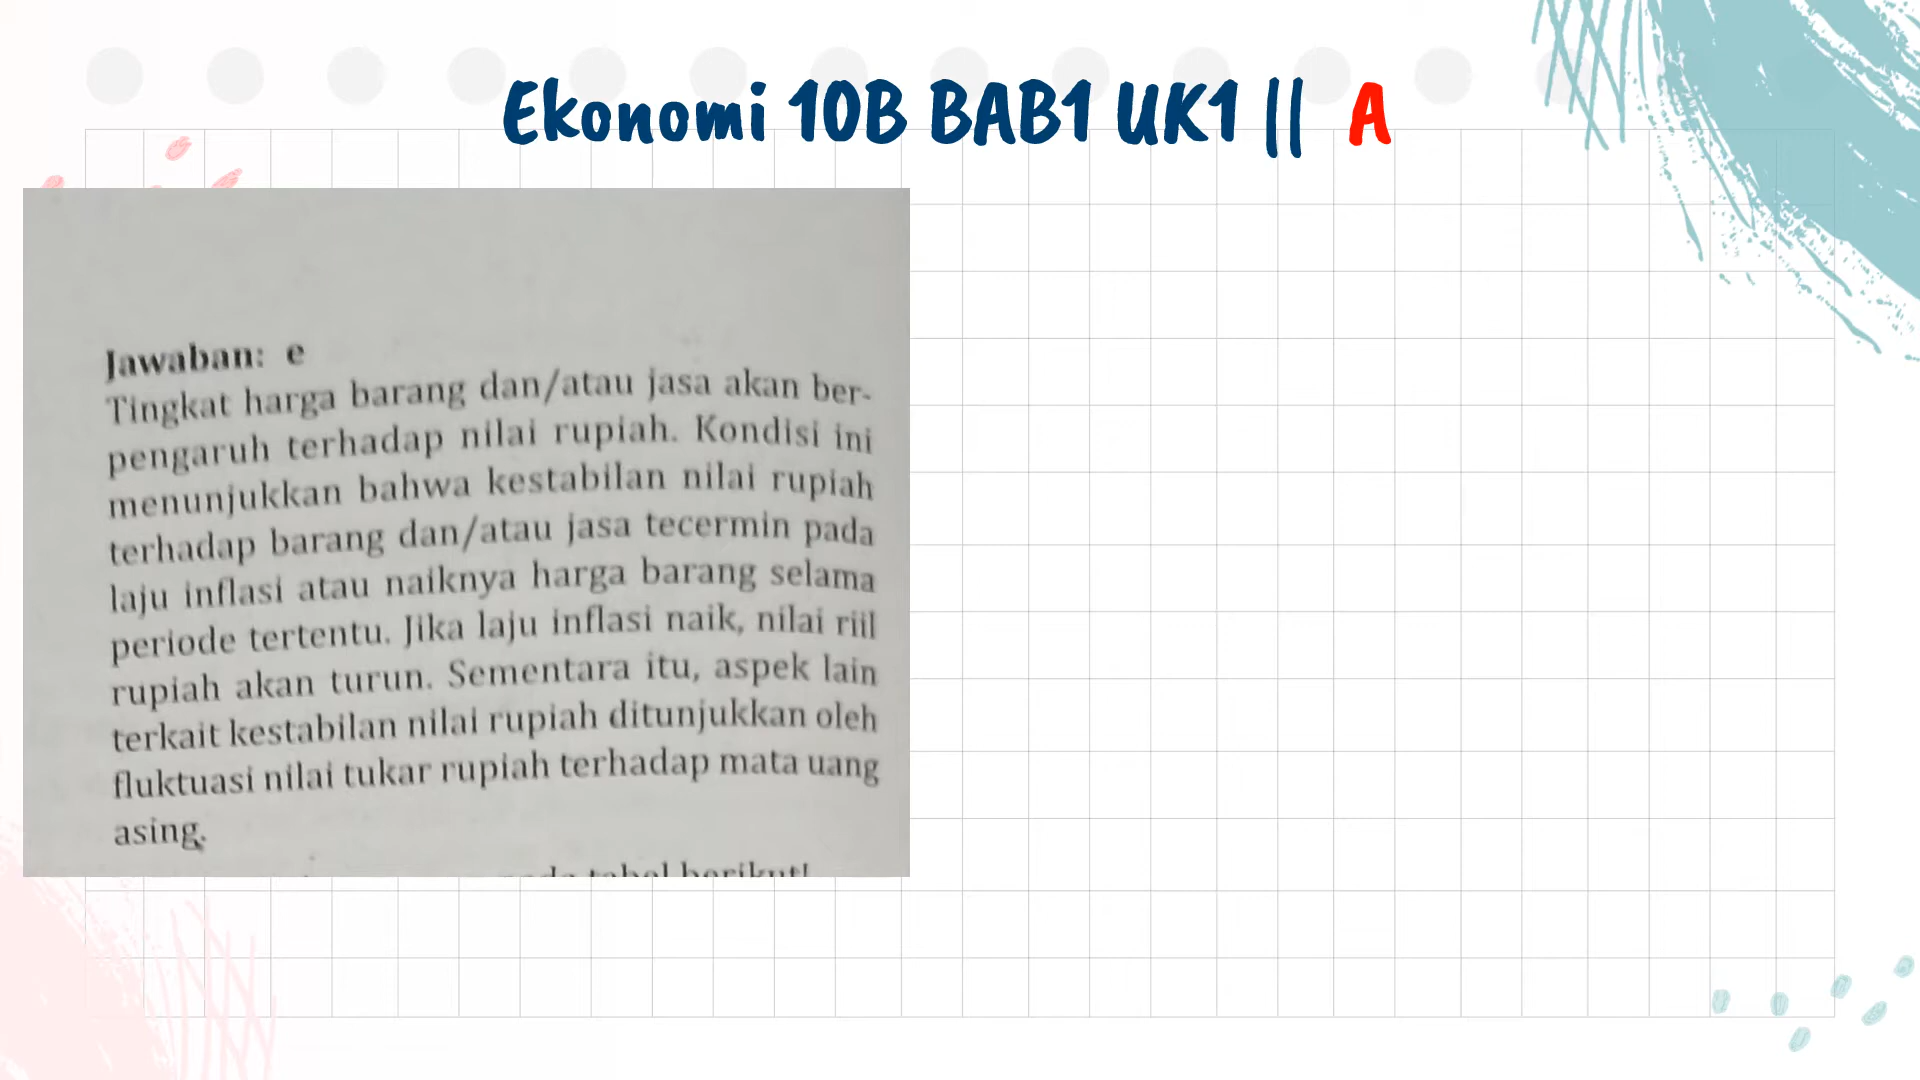 Ekonomi 10B BAB1 UK1 || A
Jawaban: e
Tingkat harga barang dan/atau jasa akan ber-
pengaruh terhadap nilai rupiah. Kondisi ini
menunjukkan bahwa kestabilan nilai rupiah
terhadap barang dan/atau jasa tecermin pada
laju inflasi atau naiknya harga barang selama
periode tertentu. Jika laju inflasi naik, nilai riil
rupiah akan turun. Sementara itu, aspek lain
terkait kestabilan nilai rupiah ditunjukkan oleh
fluktuasi nilai tukar rupiah terhadap mata uang
asing.
tabel berikut!